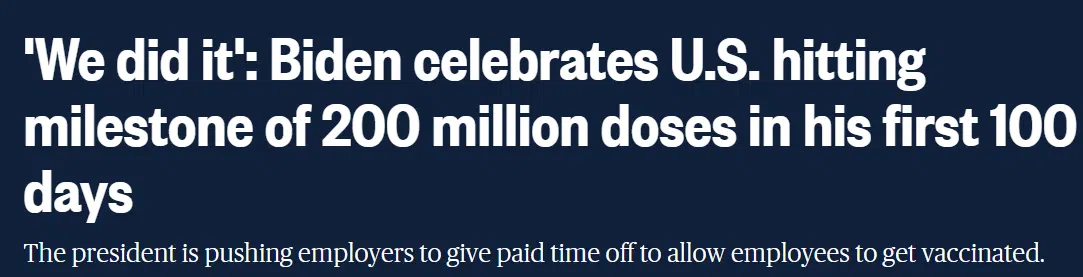 'We did it': Biden celebrates U.S. hitting
milestone of 200 million doses in his first 100
days
The president is pushing employers to give paid time off to allow employees to get vaccinated.